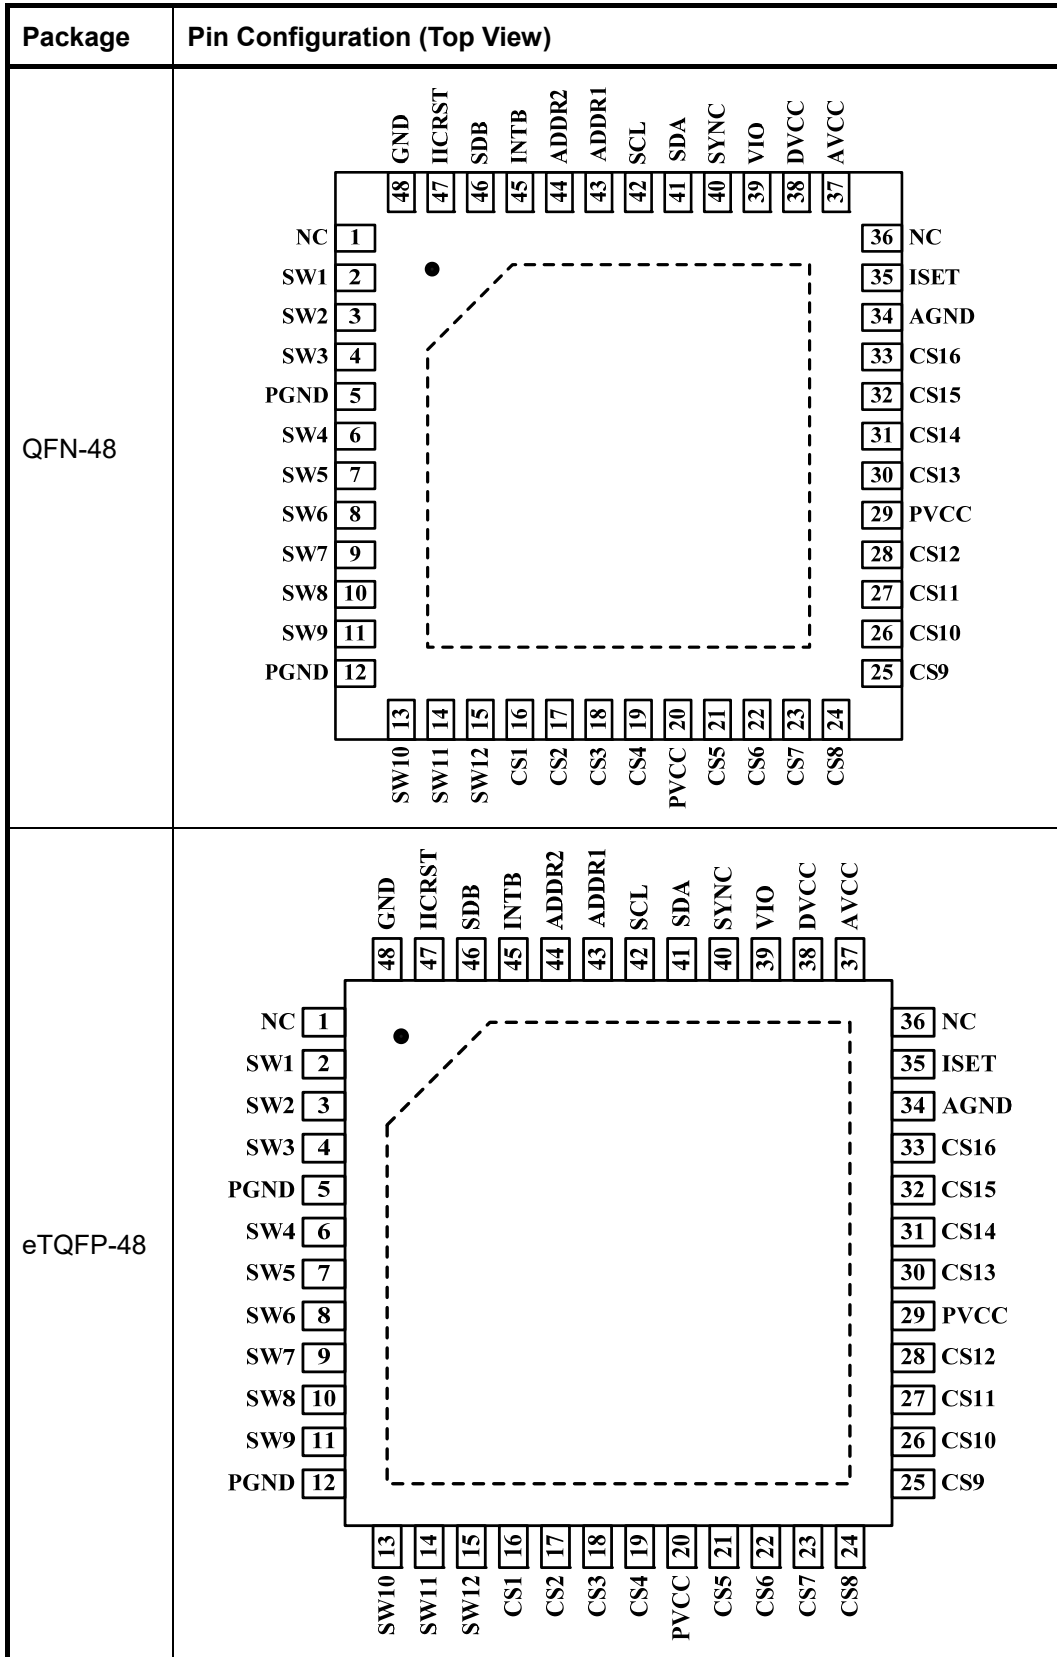 Package Pin Configuration (Top View)
QFN-48
GND IICRST SDB INTB ADDR2 ADDR1 SCL SDA SYNC VIO DVCC AVCC
48 47 46 45 44 43 42 41 40 39 38 37
NC 1 36 NC
SW1 2 35 ISET
SW2 3 34 AGND
SW3 4 33 CS16
PGND 5 32 CS15
SW4 6 31 CS14
SW5 7 30 CS13
SW6 8 29 PVCC
SW7 9 28 CS12
SW8 10 27 CS11
SW9 11 26 CS10
PGND 12 25 CS9
13 14 15 16 17 18 19 20 21 22 23 24
SW10 SW11 SW12 CS1 CS2 CS3 CS4 PVCC CS5 CS6 CS7 CS8
eTQFP-48
GND IICRST SDB INTB ADDR2 ADDR1 SCL SDA SYNC VIO DVCC AVCC
48 47 46 45 44 43 42 41 40 39 38 37
NC 1 36 NC
SW1 2 35 ISET
SW2 3 34 AGND
SW3 4 33 CS16
PGND 5 32 CS15
SW4 6 31 CS14
SW5 7 30 CS13
SW6 8 29 PVCC
SW7 9 28 CS12
SW8 10 27 CS11
SW9 11 26 CS10
PGND 12 25 CS9
13 14 15 16 17 18 19 20 21 22 23 24
SW10 SW11 SW12 CS1 CS2 CS3 CS4 PVCC CS5 CS6 CS7 CS8